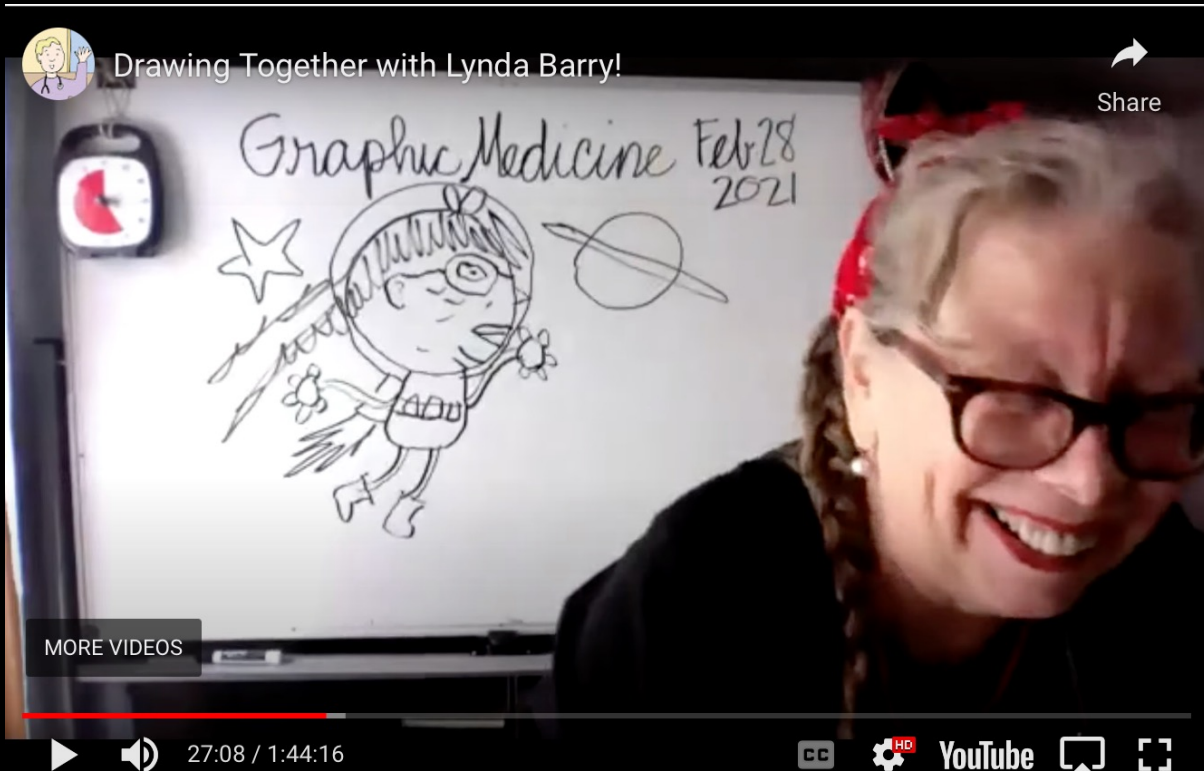 Drawing Together with Lynda Barry!
Share
Graphic Medicine Feb 28
2021
MORE VIDEOS
27:08 / 1:44:16
CC
HD
YouTube